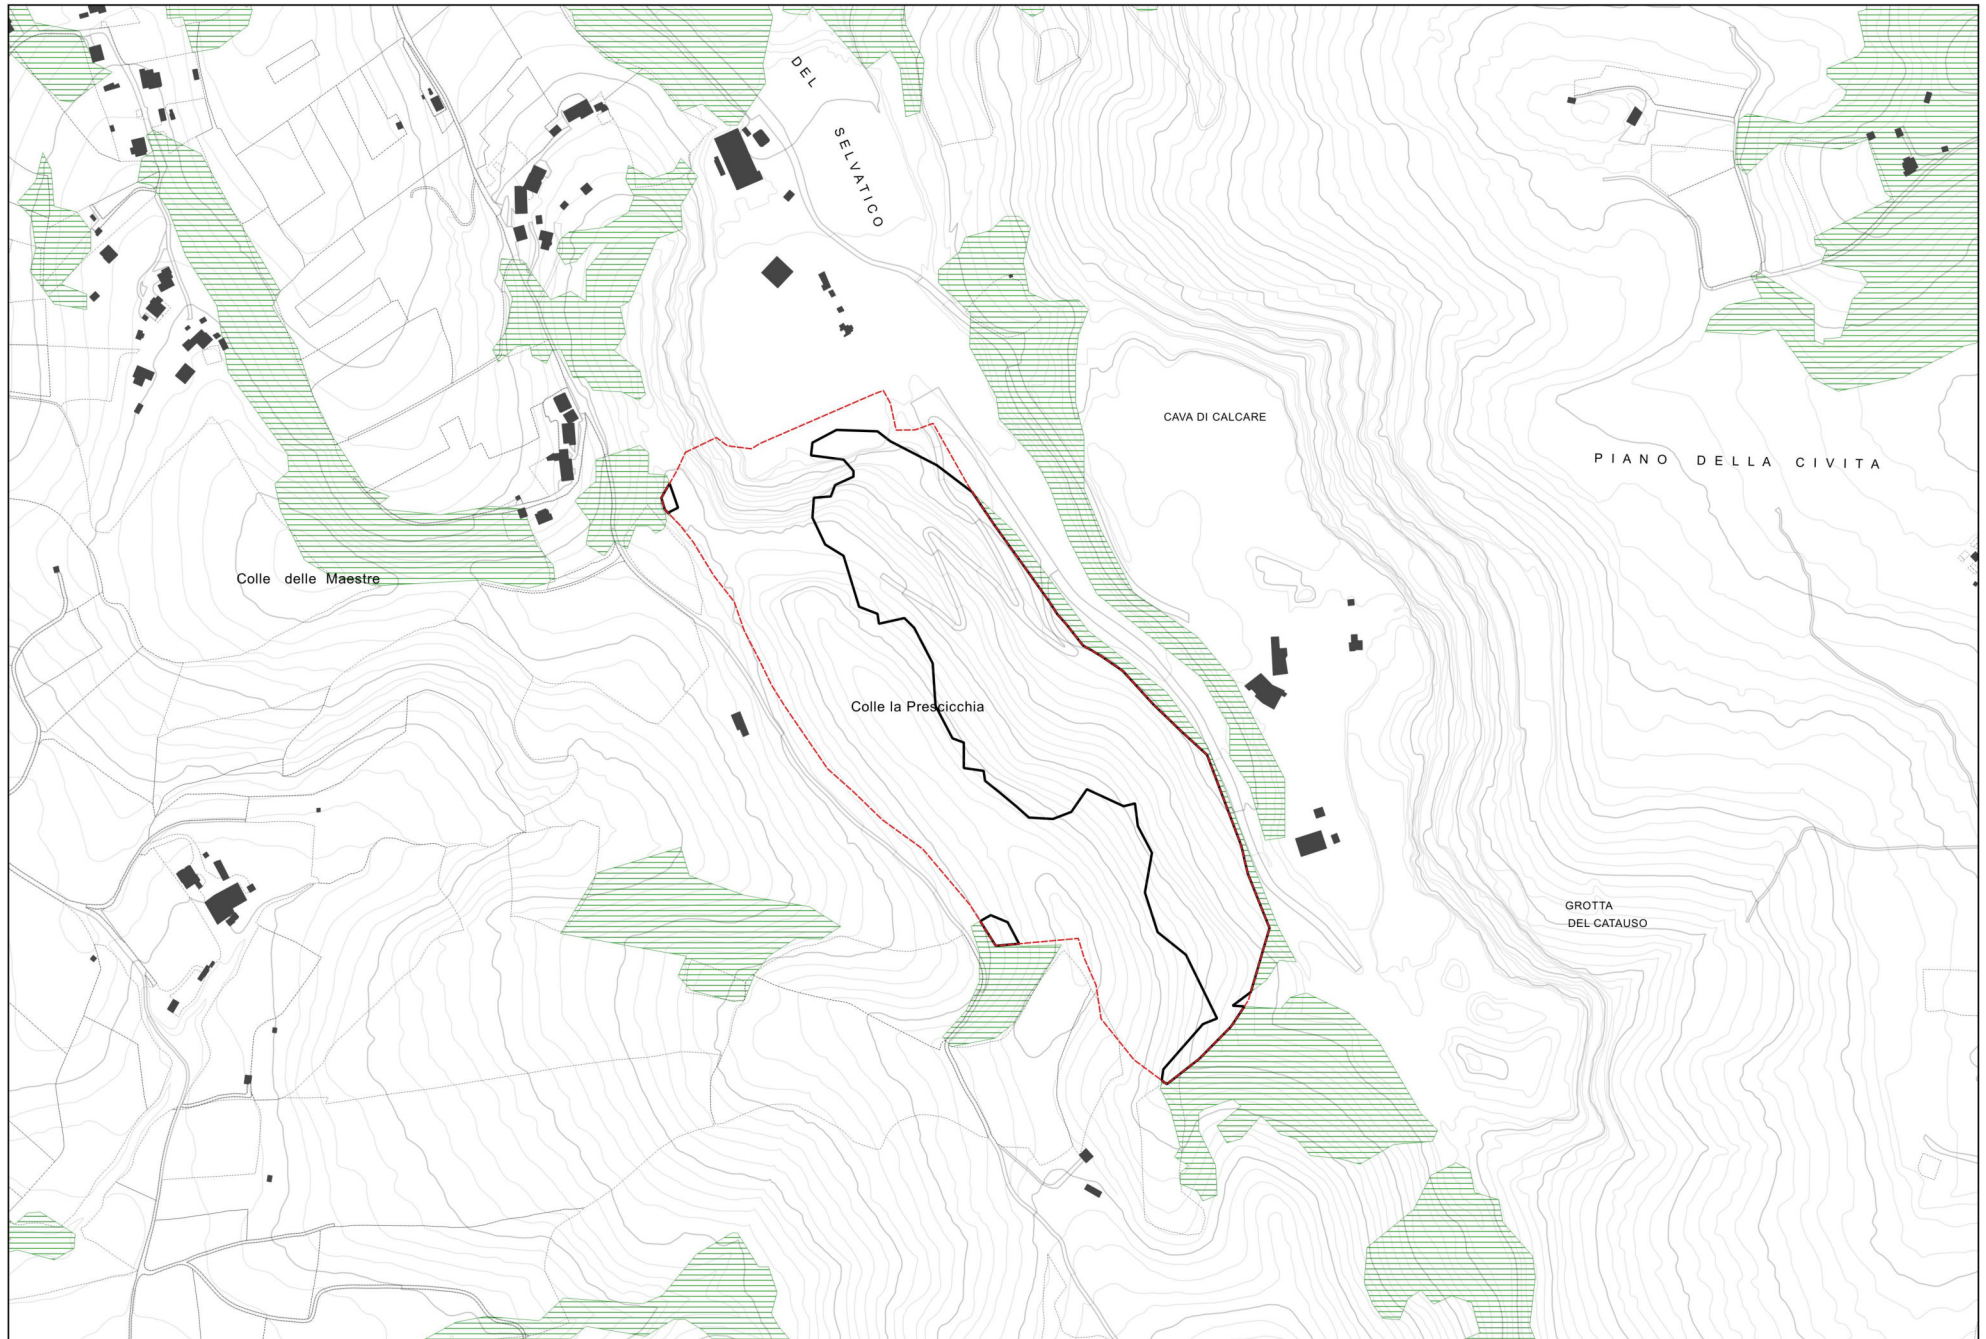 DEL
SELVATICO
CAVA DI CALCARE
PIANO DELLA CIVITA
Colle delle Maestre
Colle la Prescicchia
GROTTA
DEL CATAUSO